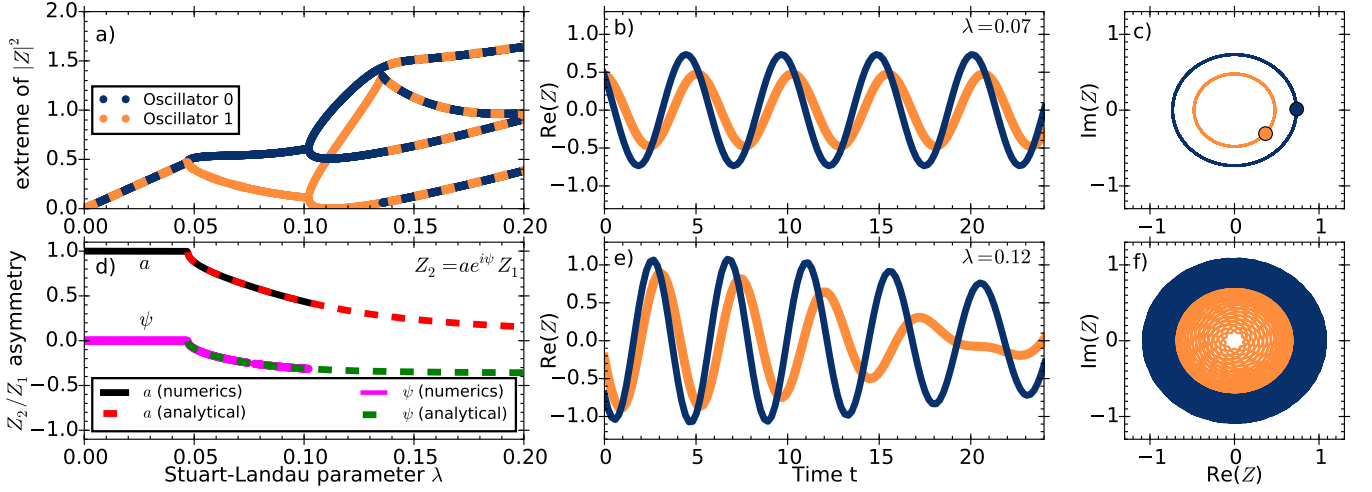 a)
extreme of |Z|²
2.0
1.5
1.0
0.5
0.0
Oscillator 0
Oscillator 1
0.00 0.05 0.10 0.15 0.20
b)
λ=0.07
Re(Z)
1.0
0.5
0.0
−0.5
−1.0
0 5 10 15 20
c)
Im(Z)
1
0
−1
−1 0 1
d)
Z₂ = ae^{iψ} Z₁
a
ψ
Z₂/Z₁ asymmetry
1.0
0.5
0.0
−0.5
−1.0
a (numerics)
a (analytical)
ψ (numerics)
ψ (analytical)
0.00 0.05 0.10 0.15 0.20
Stuart-Landau parameter λ
e)
λ=0.12
Re(Z)
1.0
0.5
0.0
−0.5
−1.0
0 5 10 15 20
Time t
f)
Im(Z)
1
0
−1
−1 0 1
Re(Z)